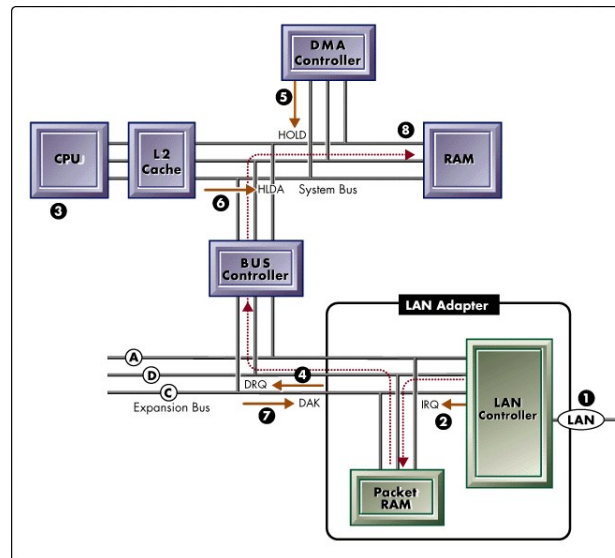 DMA
Controller
5
HOLD
8
CPU
L2
Cache
RAM
3
6
HLDA
System Bus
BUS
Controller
LAN Adapter
A
D
DRQ
4
C
Expansion Bus
7
DAK
IRQ
2
LAN
Controller
1
LAN
Packet
RAM